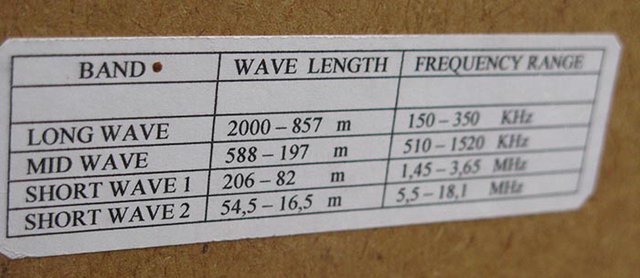 BAND WAVE LENGTH FREQUENCY RANGE
LONG WAVE 2000 – 857 m 150 – 350 KHz
MID WAVE 588 – 197 m 510 – 1520 KHz
SHORT WAVE 1 206 – 82 m 1,45 – 3,65 MHz
SHORT WAVE 2 54,5 – 16,5 m 5,5 – 18,1 MHz